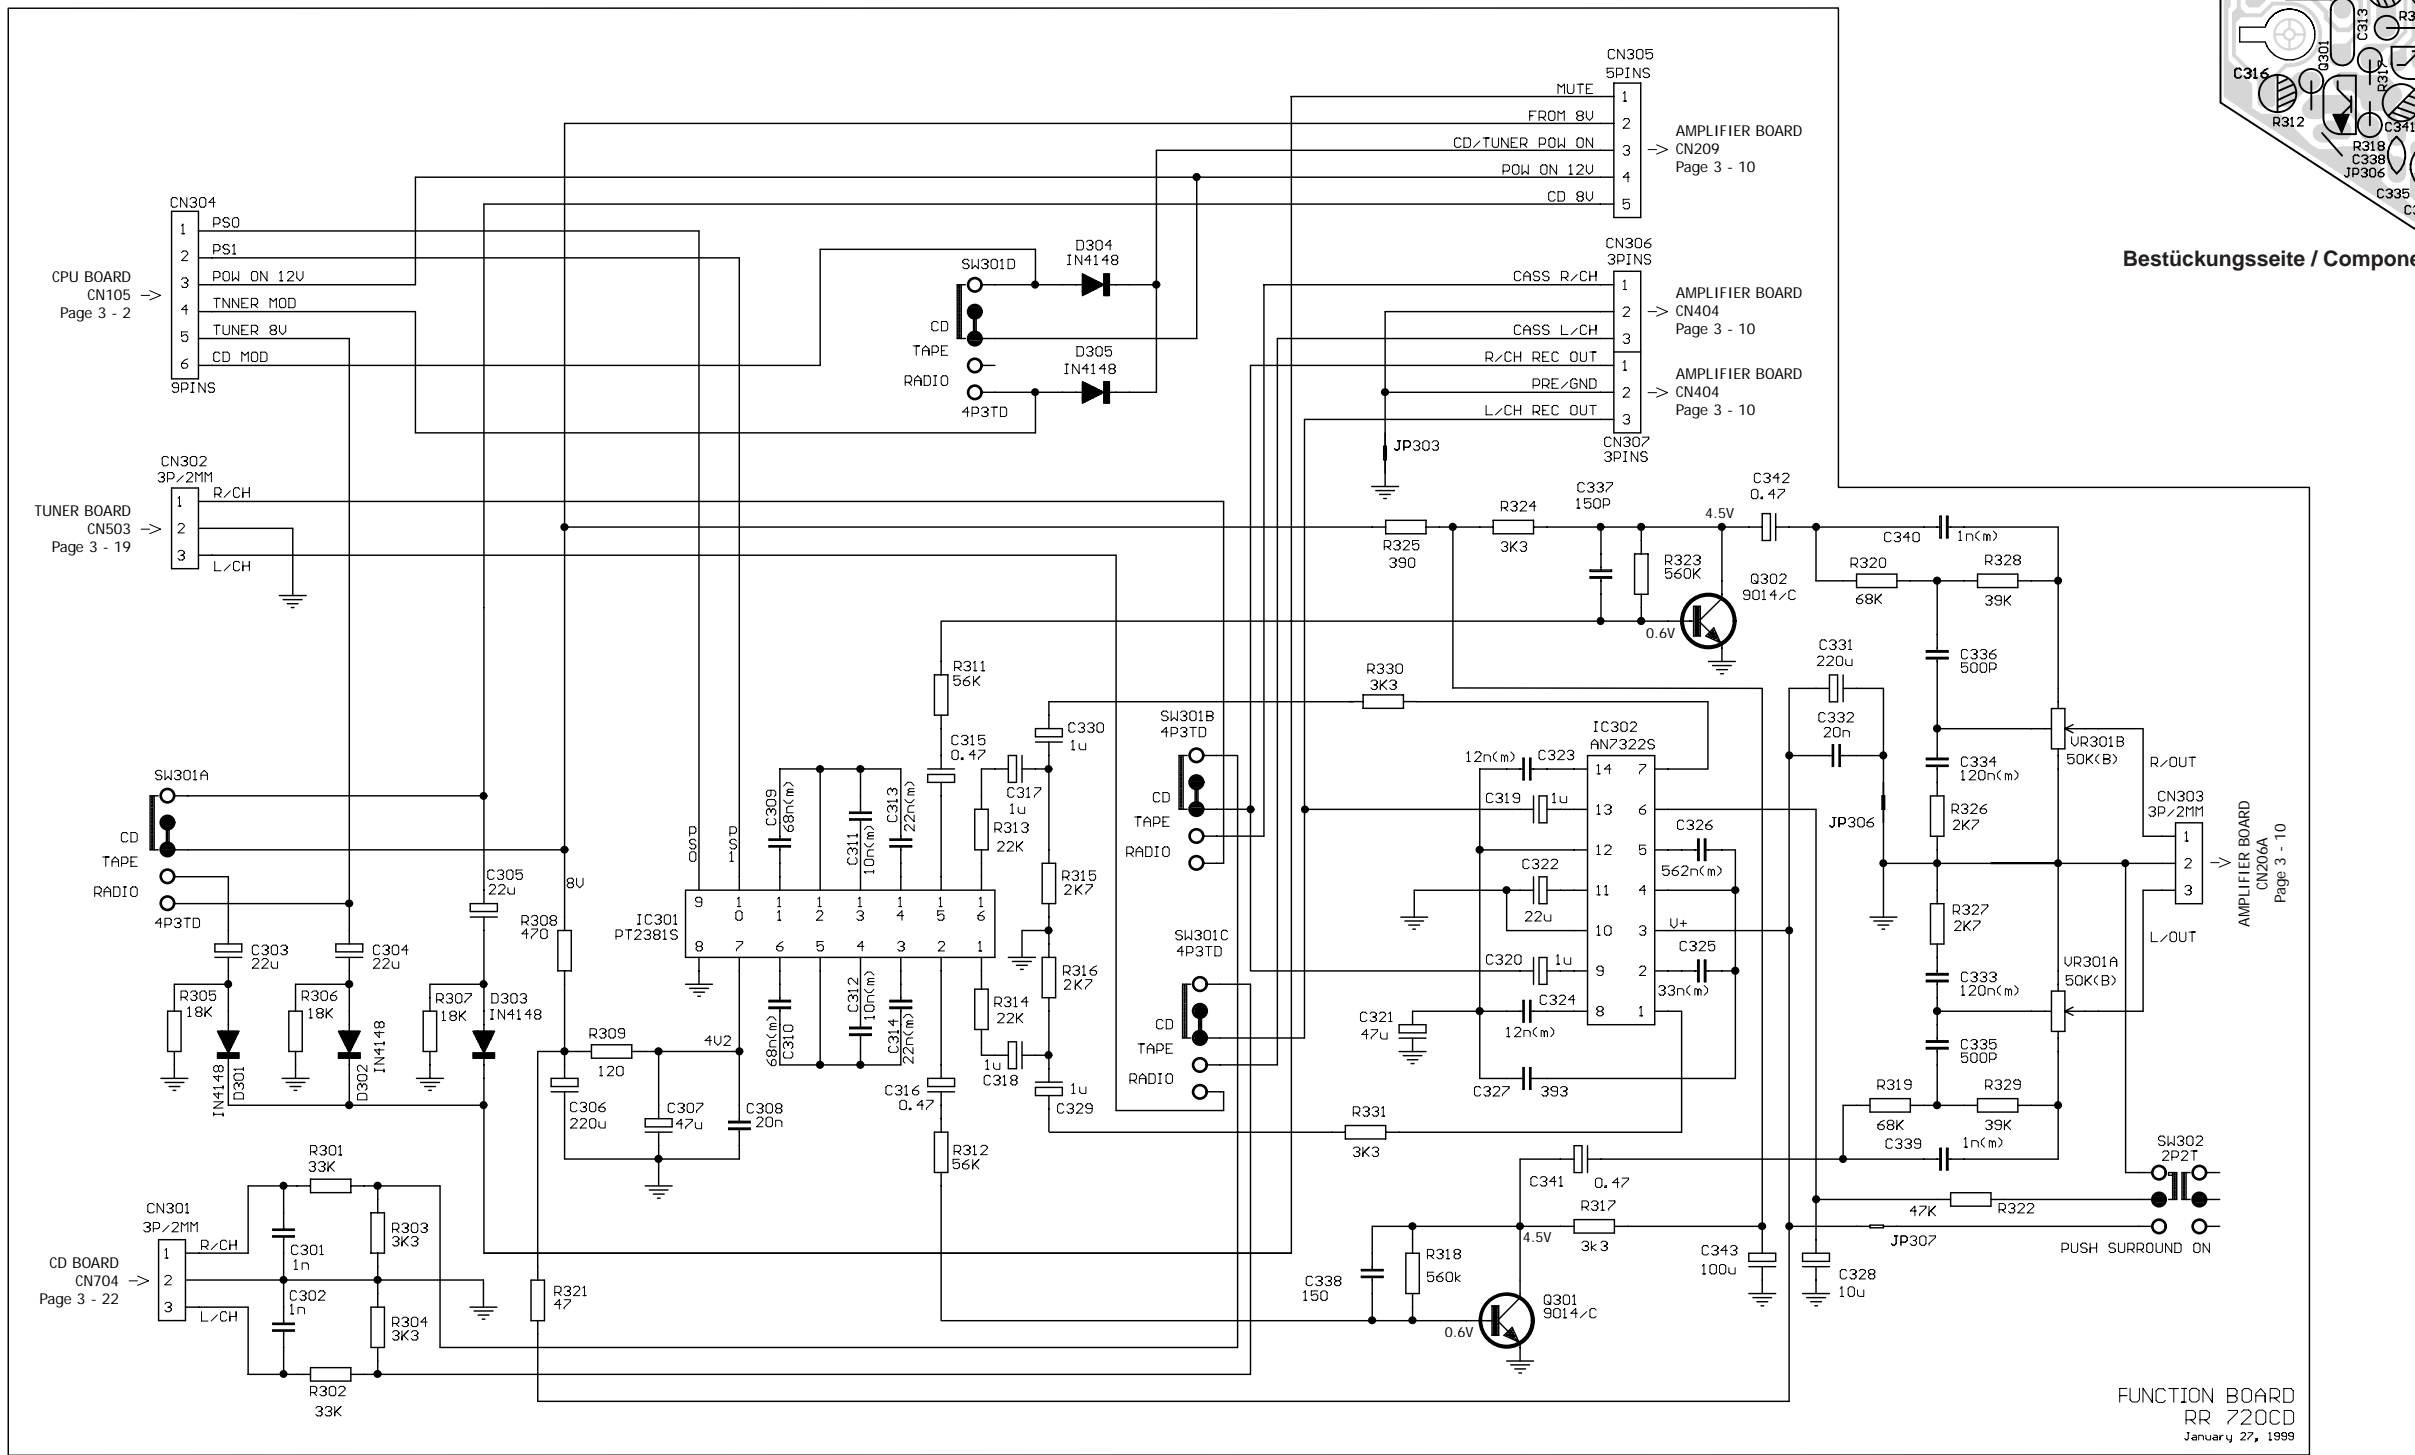 CN305
5PINS
MUTE
1
FROM 8V
2
CD/TUNER POW ON
3
POW ON 12V
4
CD 8V
5
AMPLIFIER BOARD
-> CN209
Page 3 - 10
CN304
1 PS0
2 PS1
3 POW ON 12V
4 TNNER MOD
5 TUNER 8V
6 CD MOD
9PINS
CPU BOARD
CN105 ->
Page 3 - 2
SW301D
CD
TAPE
RADIO
4P3TD
D304
IN4148
D305
IN4148
CN306
3PINS
CASS R/CH 1
2
CASS L/CH 3
R/CH REC OUT 1
PRE/GND 2
L/CH REC OUT 3
CN307
3PINS
AMPLIFIER BOARD
-> CN404
Page 3 - 10
AMPLIFIER BOARD
-> CN404
Page 3 - 10
JP303
CN302
3P/2MM
1 R/CH
2
3 L/CH
TUNER BOARD
CN503 ->
Page 3 - 19
R325
390
R324
3K3
C337
150P
R323
560K
4.5V
0.6V
Q302
9014/C
C342
0.47
C340 1n(m)
R320
68K
R328
39K
C336
500P
C331
220u
C332
20n
C334
120n(m)
R326
2K7
VR301B
50K(B)
R/OUT
CN303
3P/2MM
1
2
3
->
AMPLIFIER BOARD
CN206A
Page 3 - 10
JP306
R327
2K7
L/OUT
C333
120n(m)
VR301A
50K(B)
C335
500P
R319
68K
R329
39K
C339 1n(m)
R311
56K
C315
0.47
C330
1u
R330
3K3
SW301B
4P3TD
CD
TAPE
RADIO
SW301C
4P3TD
CD
TAPE
RADIO
IC302
AN7322S
14 7
13 6
12 5
11 4
10 3 V+
9 2
8 1
12n(m) C323
C319 1u
C322
22u
C320 1u
C324
12n(m)
C321
47u
C327 393
C326
562n(m)
C325
33n(m)
SW301A
CD
TAPE
RADIO
4P3TD
C303
22u
C304
22u
C305
22u
R305
18K
R306
18K
R307
18K
IN4148
D301
D302
IN4148
D303
IN4148
8V
R308
470
R309
120
4V2
C306
220u
C307
47u
C308
20n
IC301
PT2381S
PS0
PS1
9 10 11 12 13 14 15 16
8 7 6 5 4 3 2 1
C309
68n(m)
C311
10n(m)
C313
22n(m)
68n(m)
C310
C312
10n(m)
C314
22n(m)
C317
1u
R313
22K
R315
2K7
R316
2K7
R314
22K
1u
C318
1u
C329
C316
0.47
R312
56K
R331
3K3
C341 0.47
R317
3k3
4.5V
R318
560k
C338
150
0.6V
Q301
9014/C
C343
100u
C328
10u
47K R322
JP307
SW302
2P2T
PUSH SURROUND ON
R301
33K
CN301
3P/2MM
1 R/CH
2
3 L/CH
CD BOARD
CN704 ->
Page 3 - 22
C301
1n
C302
1n
R303
3K3
R304
3K3
R302
33K
R321
47
FUNCTION BOARD
RR 720CD
January 27, 1999
C313
Q301
R317
C316
R312
C341
R318
C338
JP306
C335
Bestückungsseite / Compone